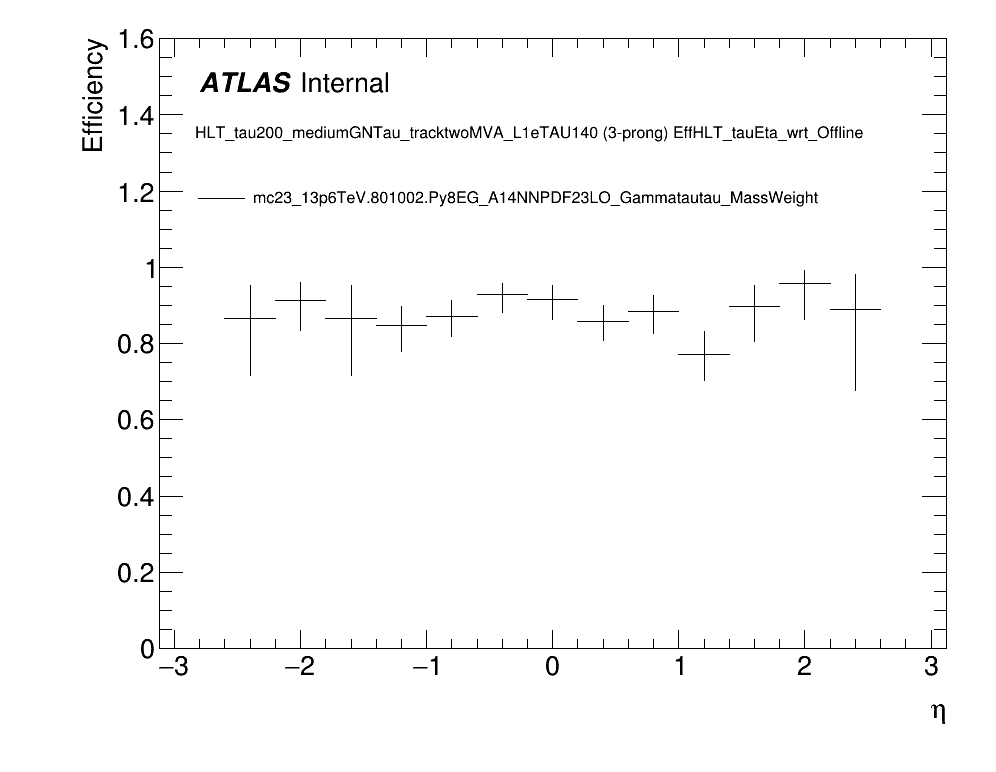 Efficiency
1.6
1.4
1.2
1
0.8
0.6
0.4
0.2
0
ATLAS Internal
HLT_tau200_mediumGNTau_tracktwoMVA_L1eTAU140 (3-prong) EffHLT_tauEta_wrt_Offline
mc23_13p6TeV.801002.Py8EG_A14NNPDF23LO_Gammatautau_MassWeight
−3 −2 −1 0 1 2 3
η